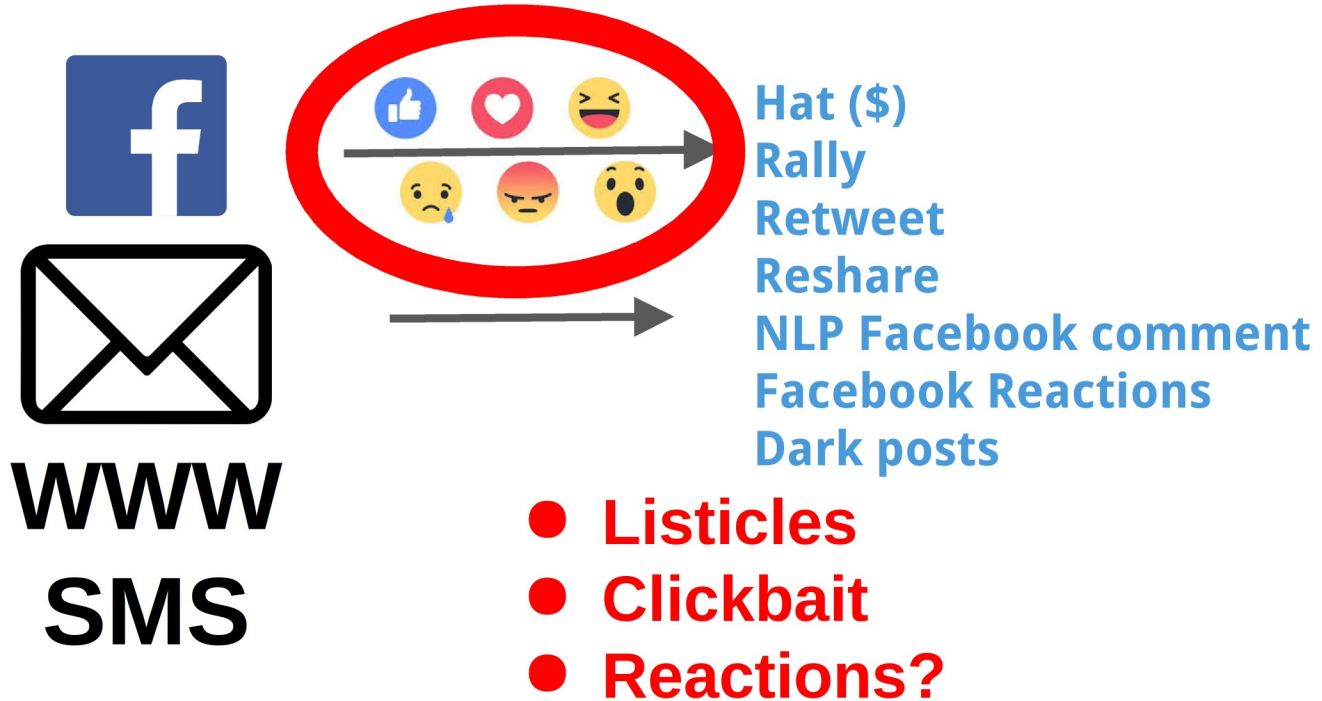 f
Hat ($)
Rally
Retweet
Reshare
NLP Facebook comment
Facebook Reactions
Dark posts
WWW
SMS
● Listicles
● Clickbait
● Reactions?